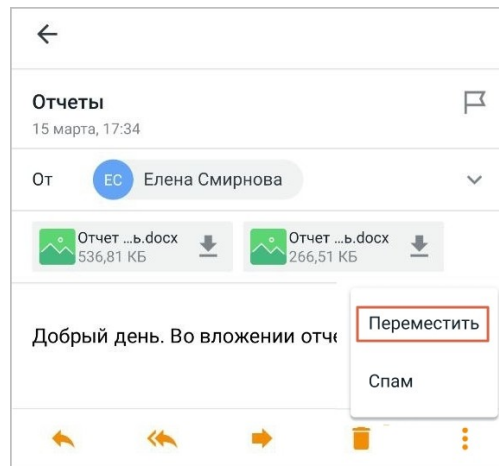 Отчеты
15 марта, 17:34
От ЕС Елена Смирнова
Отчет ...ь.docx
536,81 КБ
Отчет ...ь.docx
266,51 КБ
Добрый день. Во вложении отче
Переместить
Спам